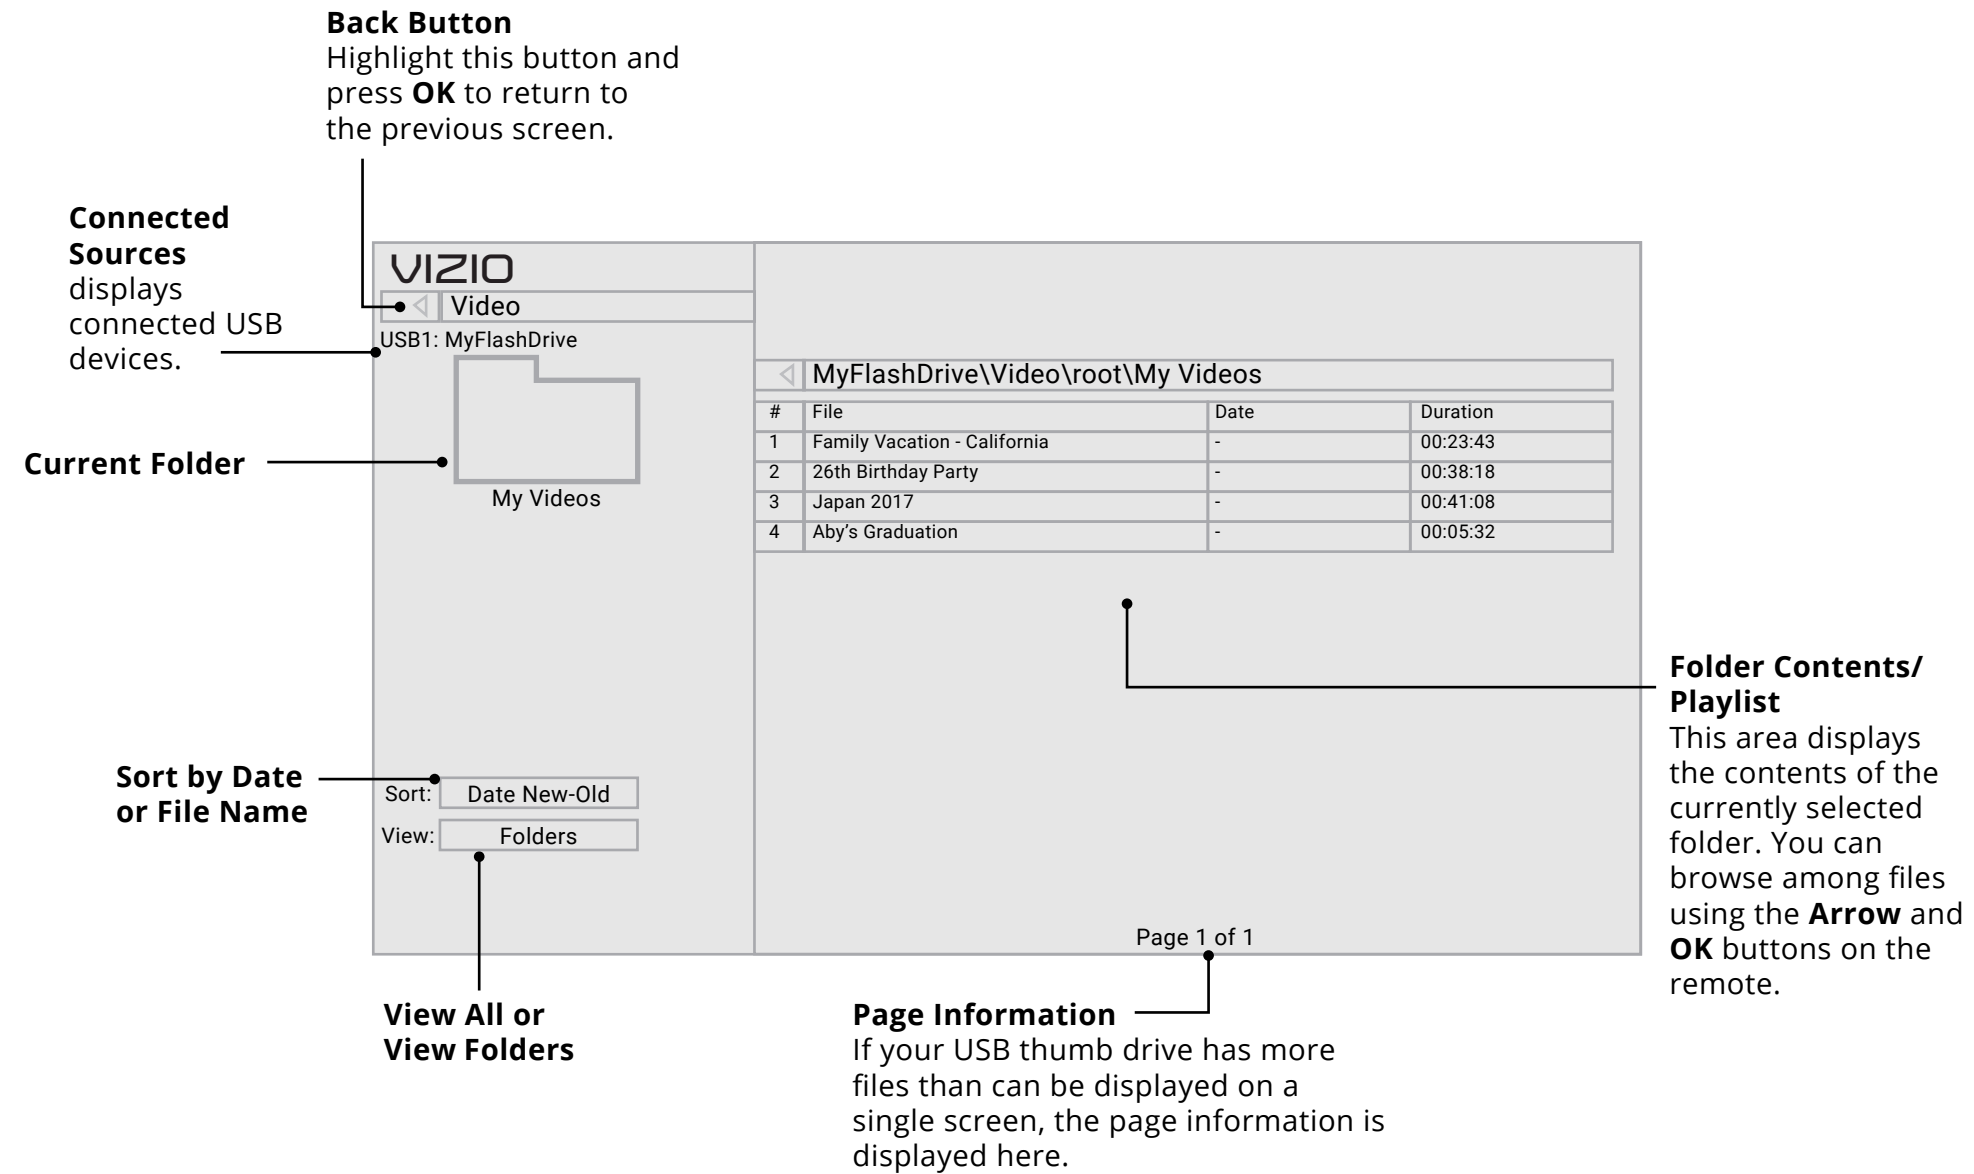 Back Button
Highlight this button and
press OK to return to
the previous screen.
Connected
Sources
displays
connected USB
devices.
VIZIO
Video
USB1: MyFlashDrive
Current Folder
My Videos
MyFlashDrive\Video\root\My Videos
# File Date Duration
1 Family Vacation - California - 00:23:43
2 26th Birthday Party - 00:38:18
3 Japan 2017 - 00:41:08
4 Aby’s Graduation - 00:05:32
Folder Contents/
Playlist
This area displays
the contents of the
currently selected
folder. You can
browse among files
using the Arrow and
OK buttons on the
remote.
Sort by Date
or File Name
Sort: Date New-Old
View: Folders
Page 1 of 1
View All or
View Folders
Page Information
If your USB thumb drive has more
files than can be displayed on a
single screen, the page information is
displayed here.